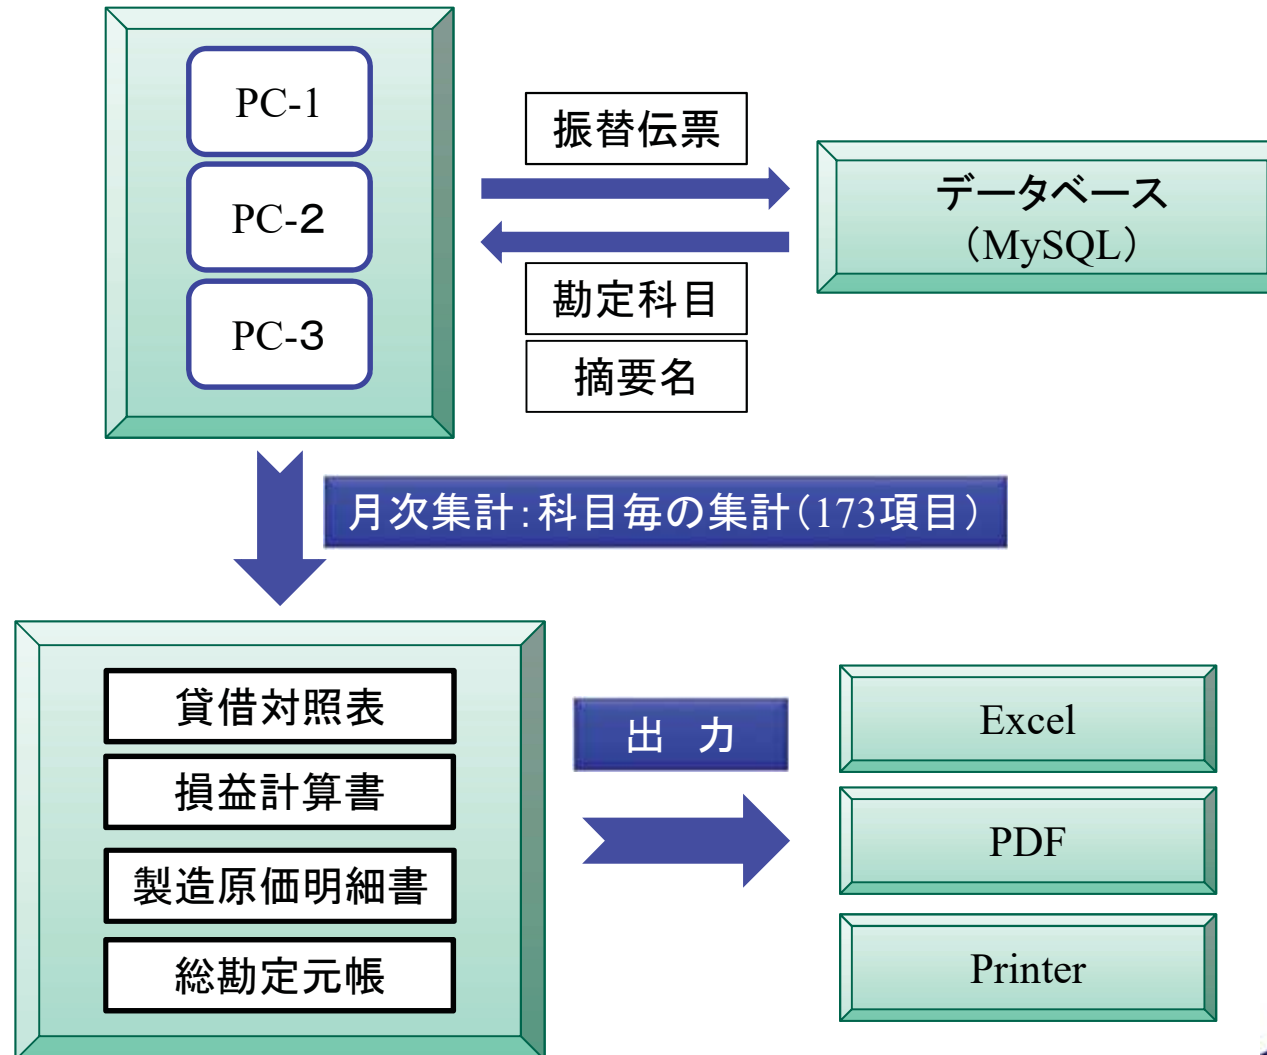 PC-1
PC-2
PC-3
振替伝票
勘定科目
摘要名
データベース
（MySQL）
月次集計：科目毎の集計（173項目）
貸借対照表
損益計算書
製造原価明細書
総勘定元帳
出　力
Excel
PDF
Printer